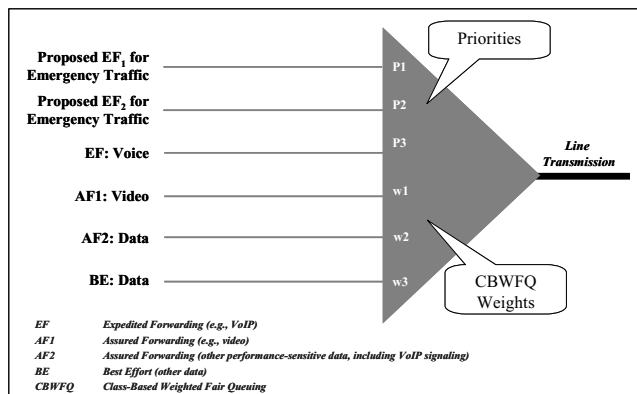 Proposed EF1 for
Emergency Traffic
Proposed EF2 for
Emergency Traffic
EF: Voice
AF1: Video
AF2: Data
BE: Data
P1
P2
P3
w1
w2
w3
Priorities
CBWFQ
Weights
Line
Transmission
EF Expedited Forwarding (e.g., VoIP)
AF1 Assured Forwarding (e.g., video)
AF2 Assured Forwarding (other performance-sensitive data, including VoIP signaling)
BE Best Effort (other data)
CBWFQ Class-Based Weighted Fair Queuing